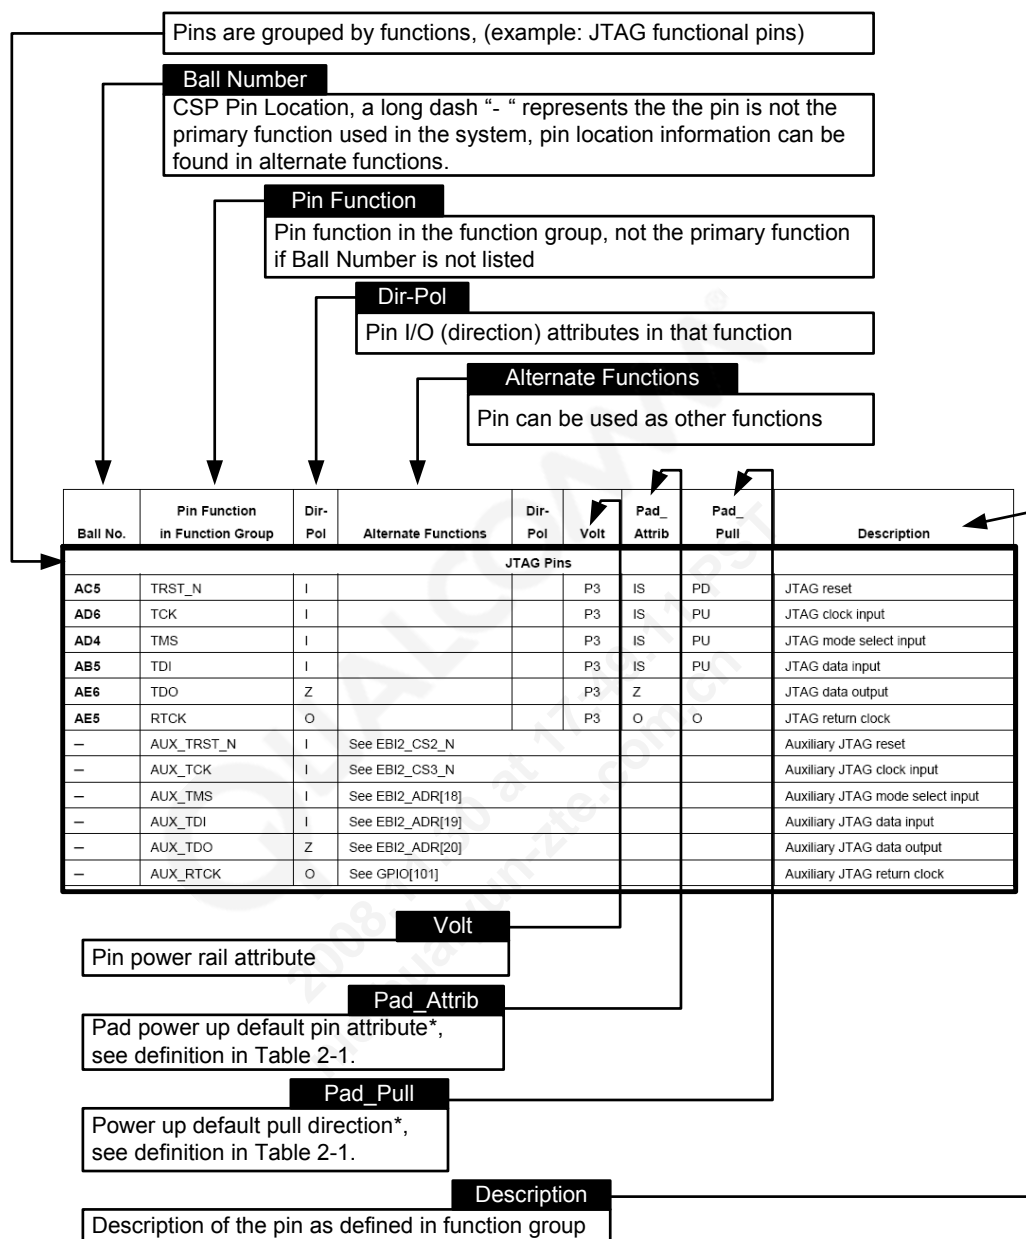 Pins are grouped by functions, (example: JTAG functional pins)
Ball Number
CSP Pin Location, a long dash “- “ represents the the pin is not the
primary function used in the system, pin location information can be
found in alternate functions.
Pin Function
Pin function in the function group, not the primary function
if Ball Number is not listed
Dir-Pol
Pin I/O (direction) attributes in that function
Alternate Functions
Pin can be used as other functions
Ball No. Pin Function in Function Group Dir-Pol Alternate Functions Dir-Pol Volt Pad_Attrib Pad_Pull Description
JTAG Pins
AC5 TRST_N I P3 IS PD JTAG reset
AD6 TCK I P3 IS PU JTAG clock input
AD4 TMS I P3 IS PU JTAG mode select input
AB5 TDI I P3 IS PU JTAG data input
AE6 TDO Z P3 Z JTAG data output
AE5 RTCK O P3 O O JTAG return clock
– AUX_TRST_N I See EBI2_CS2_N Auxiliary JTAG reset
– AUX_TCK I See EBI2_CS3_N Auxiliary JTAG clock input
– AUX_TMS I See EBI2_ADR[18] Auxiliary JTAG mode select input
– AUX_TDI I See EBI2_ADR[19] Auxiliary JTAG data input
– AUX_TDO Z See EBI2_ADR[20] Auxiliary JTAG data output
– AUX_RTCK O See GPIO[101] Auxiliary JTAG return clock
Volt
Pin power rail attribute
Pad_Attrib
Pad power up default pin attribute*,
see definition in Table 2-1.
Pad_Pull
Power up default pull direction*,
see definition in Table 2-1.
Description
Description of the pin as defined in function group
QUALCOMM